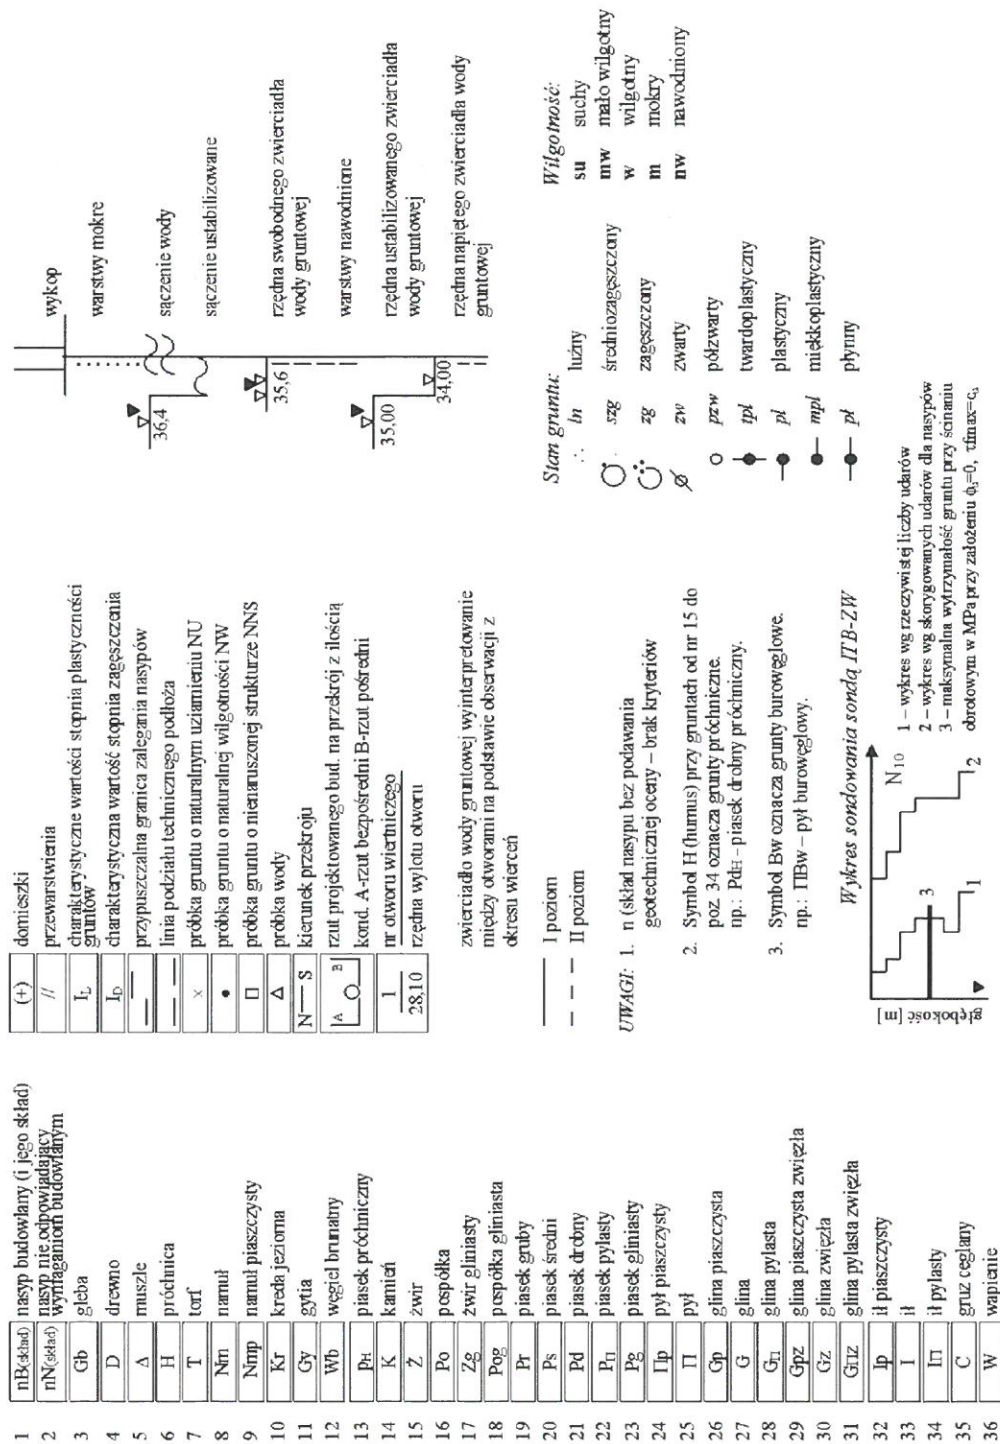 1 nB(skład) nasyp budowlany (i jego skład)
2 nN(skład) nasyp nie odpowiadający
wymaganiom budowlanym
3 Gb gleba
4 D drewno
5 Δ muszle
6 H próchnica
7 T torf
8 Nm namuł
9 Nmp namuł piaszczysty
10 Kr kreda jeziorna
11 Gy gytia
12 Wb węgiel brunatny
13 PH piasek próchniczny
14 K kamień
15 Ż żwir
16 Po pospółka
17 Zg żwir gliniasty
18 Pog pospółka gliniasta
19 Pr piasek gruby
20 Ps piasek średni
21 Pd piasek drobny
22 PΠ piasek pylasty
23 Pg piasek gliniasty
24 Πp pył piaszczysty
25 Π pył
26 Gp glina piaszczysta
27 G glina
28 GΠ glina pylasta
29 Gpz glina piaszczysta zwięzła
30 Gz glina zwięzła
31 GΠZ glina pylasta zwięzła
32 Ip ił piaszczysty
33 I ił
34 IΠ ił pylasty
35 C gruz ceglany
36 W wapienie
(+) domieszki
// przewarstwienia
IL charakterystyczne wartości stopnia plastyczności
gruntów
ID charakterystyczna wartość stopnia zagęszczenia
przypuszczalna granica zalegania nasypów
linia podziału technicznego podłoża
x próbka gruntu o naturalnym uziarnieniu NU
próbka gruntu o naturalnej wilgotności NW
próbka gruntu o nienaruszonej strukturze NNS
próbka wody
N—S kierunek przekroju
A B rzut projektowanego bud. na przekrój z ilością
kond. A-rzut bezpośredni B-rzut pośredni
1 nr otworu wiertniczego
28,10 rzędna wylotu otworu
zwierciadło wody gruntowej wyinterpretowanie
między otworami na podstawie obserwacji z
okresu wierceń
I poziom
II poziom
UWAGI: 1. n (skład nasypu bez podawania
geotechnicznej oceny – brak kryteriów
2. Symbol H (humus) przy gruntach od nr 15 do
poz. 34 oznacza grunty próchniczne.
np.: PdH – piasek drobny próchniczny.
3. Symbol Bw oznacza grunty burowęglowe.
np.: ΠBw – pył burowęglowy.
Wykres sondowania sondą ITB-ZW
głębokość [m]
N10
3
1
2
1 – wykres wg rzeczywistej liczby udarów
2 – wykres wg skorygowanych udarów dla nasypów
3 – maksymalna wytrzymałość gruntu przy ścinaniu
obrotowym w MPa przy założeniu
wykop
warstwy mokre
36,4 sączenie wody
sączenie ustabilizowane
35,6 rzędna swobodnego zwierciadła
wody gruntowej
warstwy nawodnione
35,00 rzędna ustabilizowanego zwierciadła
wody gruntowej
34,00 rzędna napiętego zwierciadła wody
gruntowej
Stan gruntu:
ln luźny
szg średniozagęszczony
zg zagęszczony
zw zwarty
pzw półzwarty
tpl twardoplastyczny
pl plastyczny
mpl miękkoplastyczny
pł płynny
Wilgotność:
su suchy
mw mało wilgotny
w wilgotny
m mokry
nw nawodniony